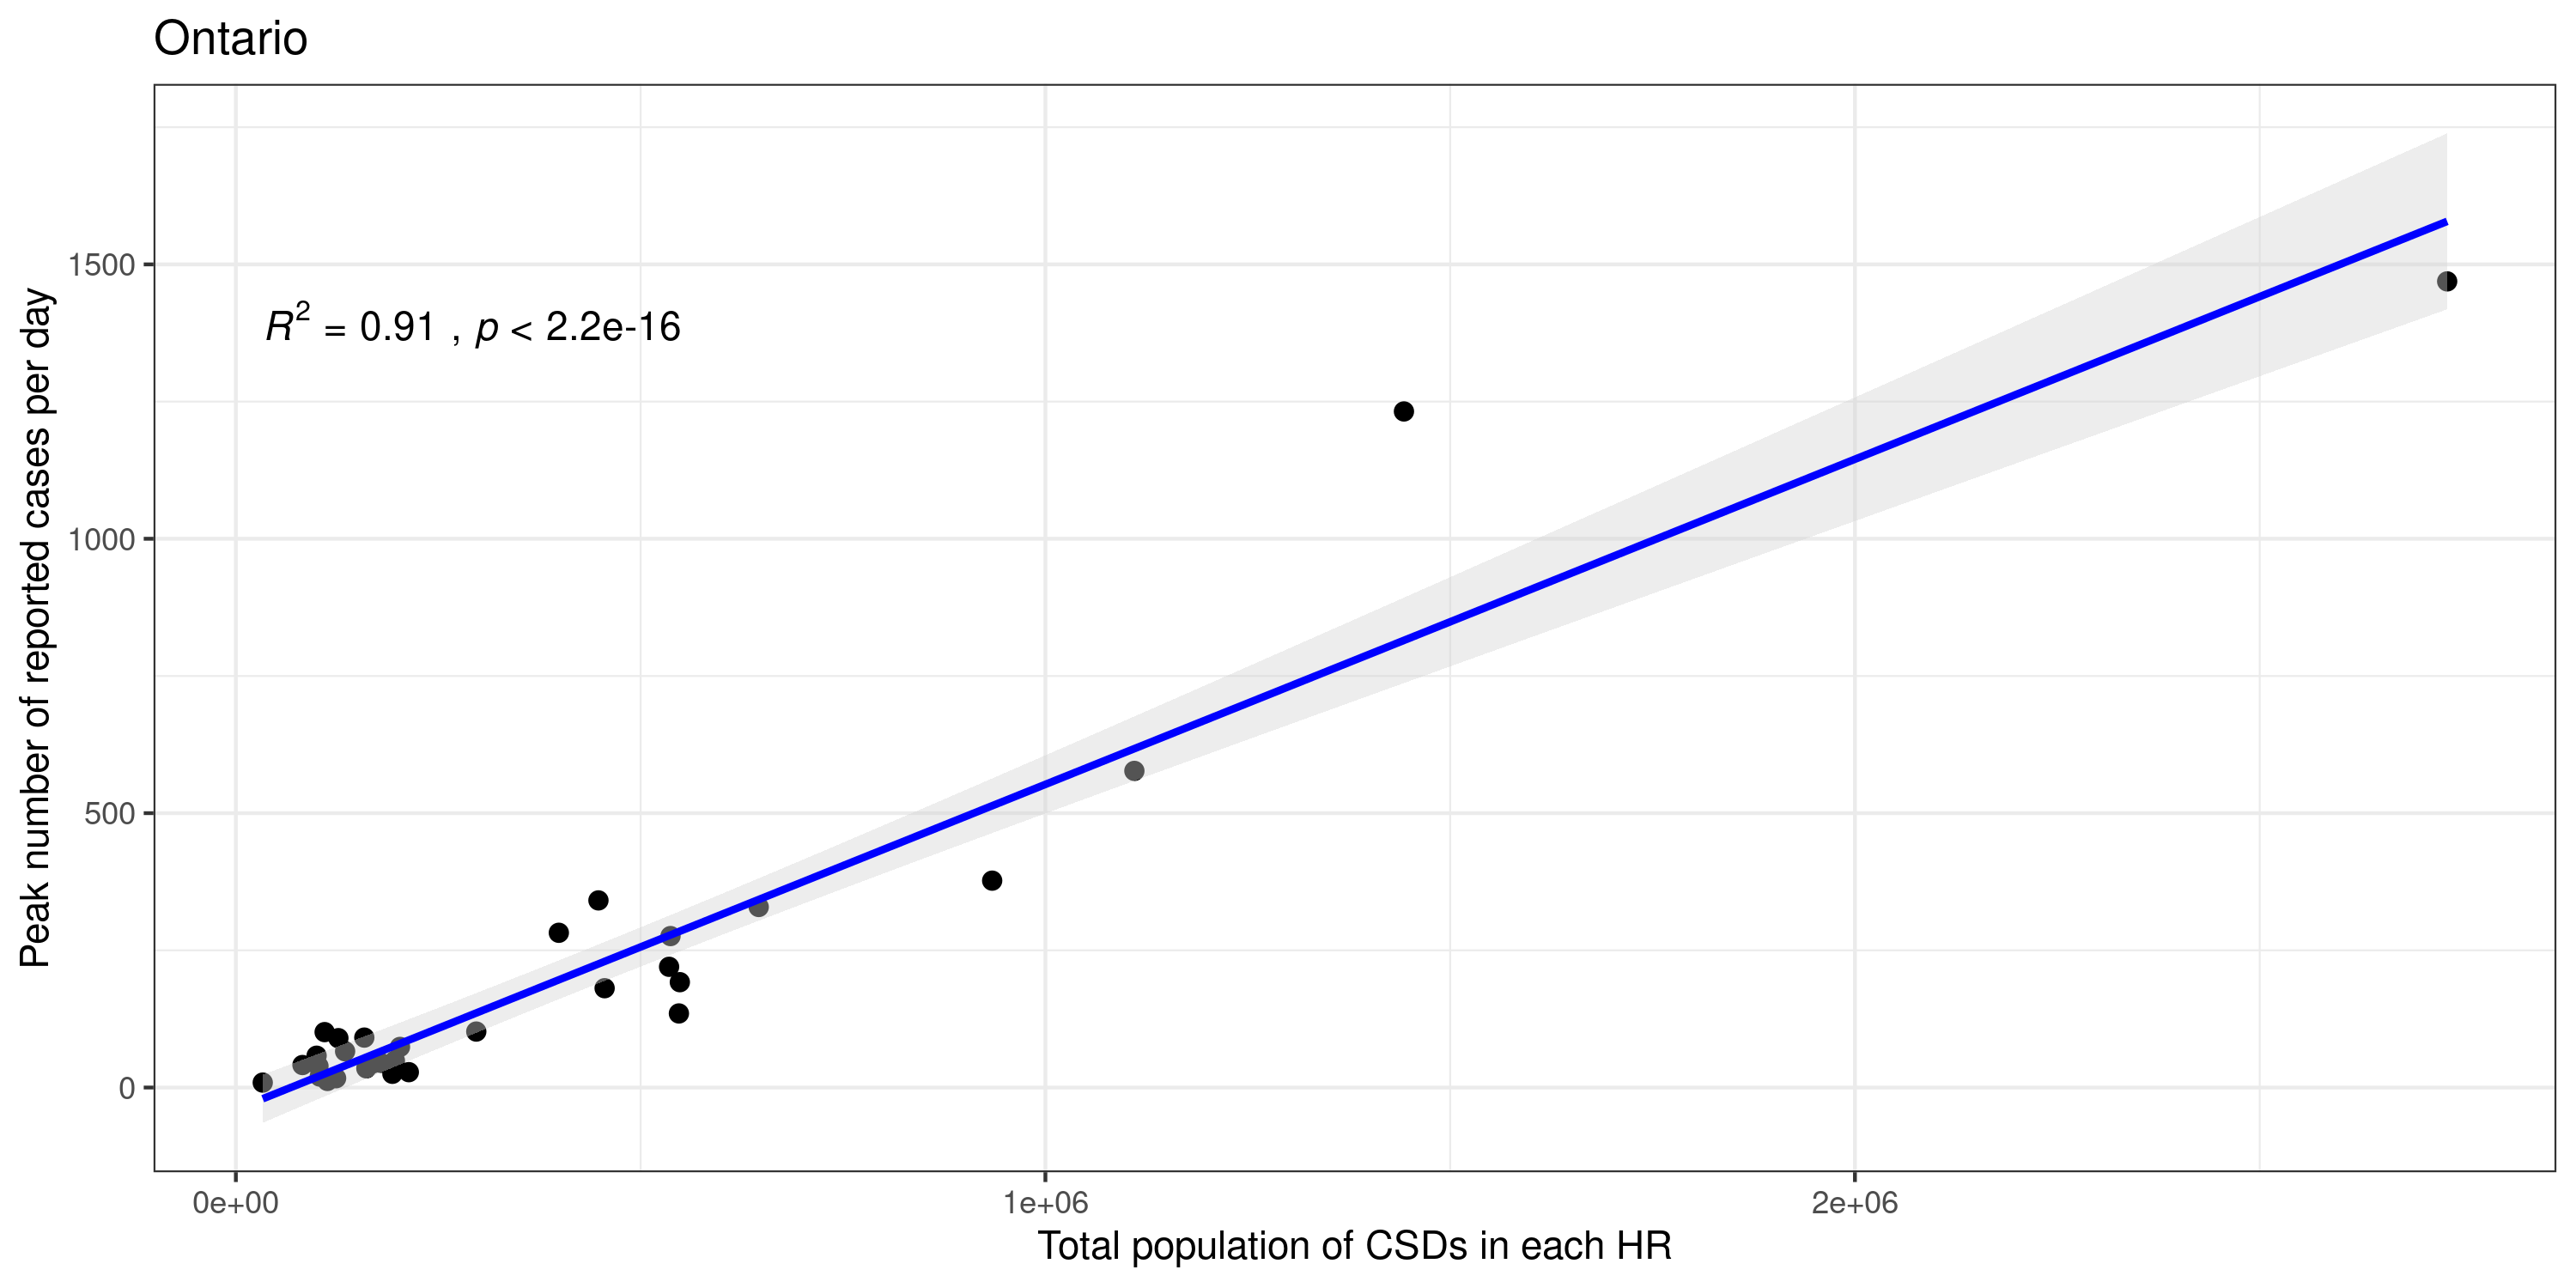 Ontario
Peak number of reported cases per day
1500
1000
500
0
R² = 0.91 , p < 2.2e-16
0e+00
1e+06
2e+06
Total population of CSDs in each HR